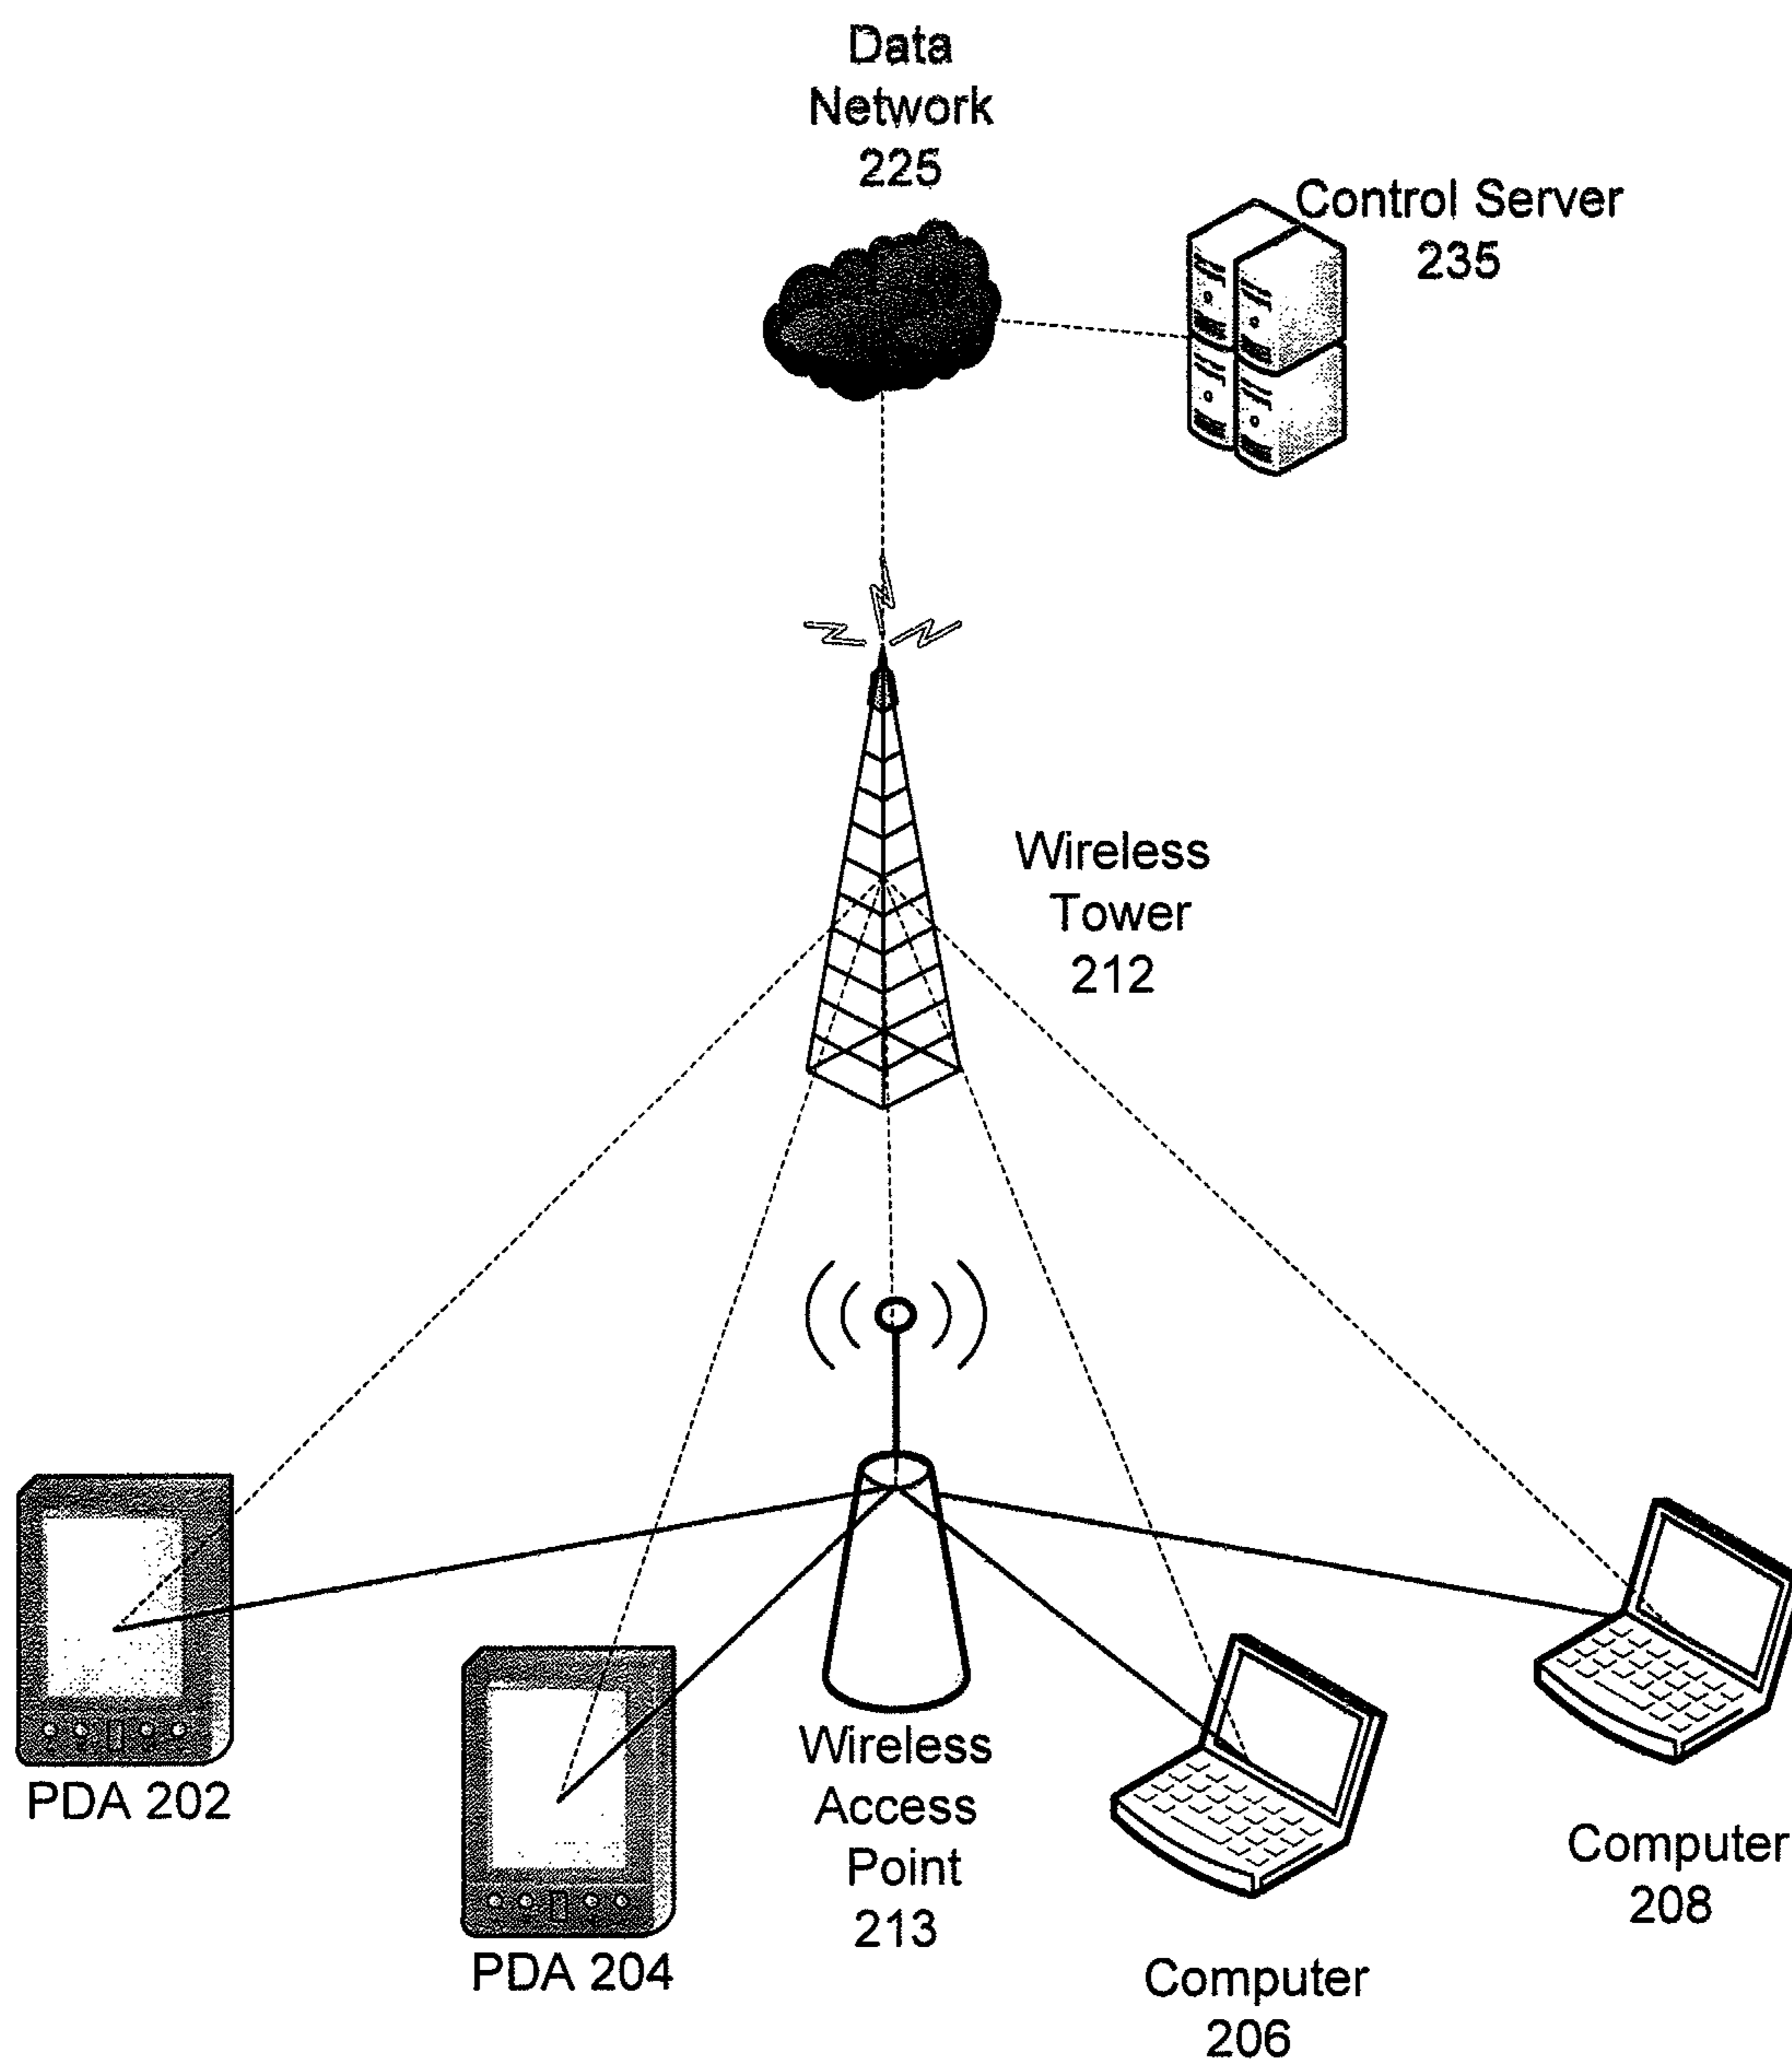 Data
Network
225
Control Server
235
Wireless
Tower
212
PDA 202
PDA 204
Wireless
Access
Point
213
Computer
206
Computer
208